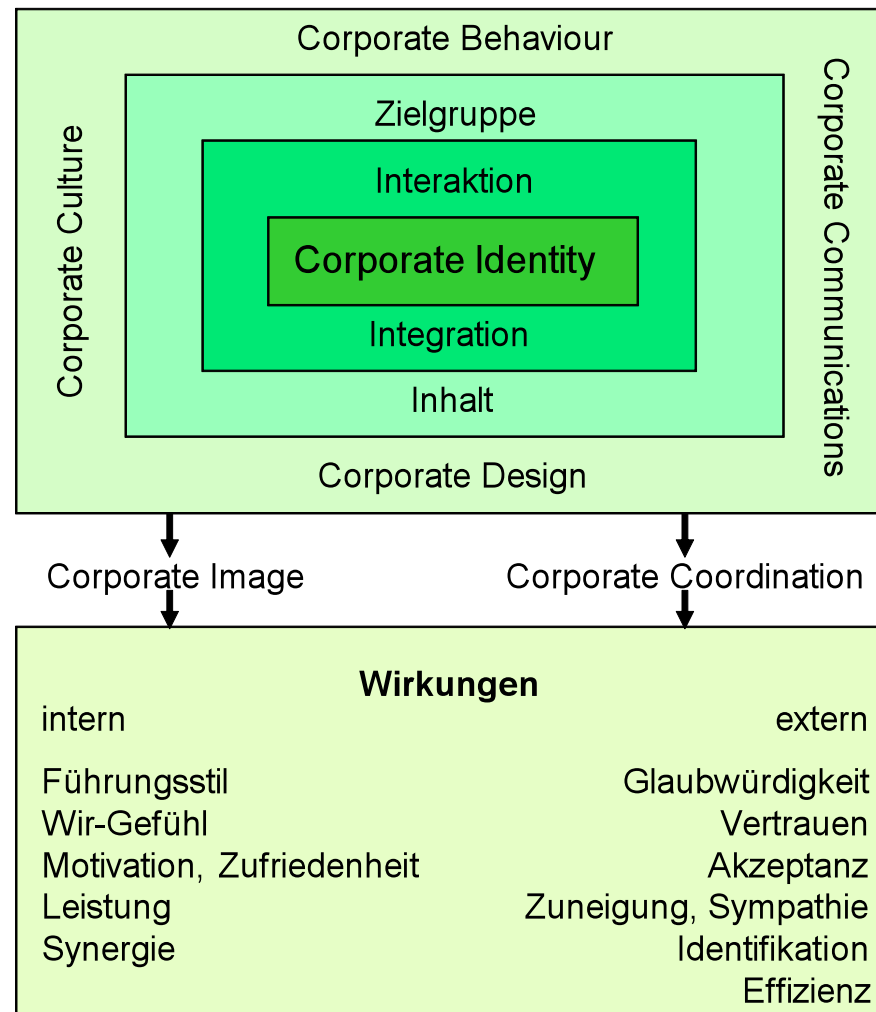 Corporate Behaviour
Corporate Culture
Corporate Communications
Zielgruppe
Interaktion
Corporate Identity
Integration
Inhalt
Corporate Design
Corporate Image
Corporate Coordination
Wirkungen
intern
extern
Führungsstil
Glaubwürdigkeit
Wir-Gefühl
Vertrauen
Motivation, Zufriedenheit
Akzeptanz
Leistung
Zuneigung, Sympathie
Synergie
Identifikation
Effizienz